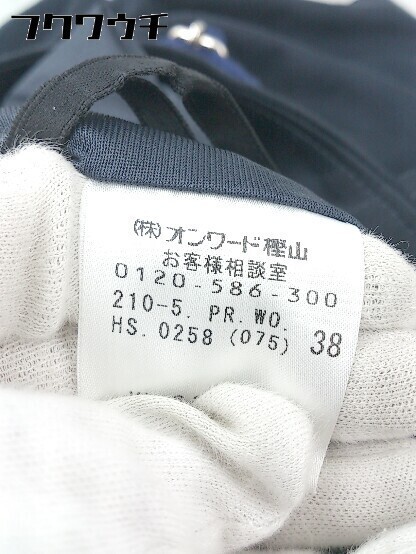 フクウウチ
(株)オンワード樫山
お客様相談室
0120-586-300
210-5. PR. WO.
HS. 0258 (075) 38